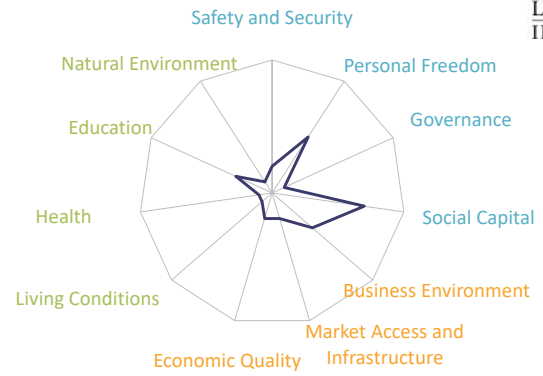 Safety and Security
Natural Environment
Personal Freedom
Education
Governance
Health
Social Capital
Living Conditions
Business Environment
Market Access and
Infrastructure
Economic Quality